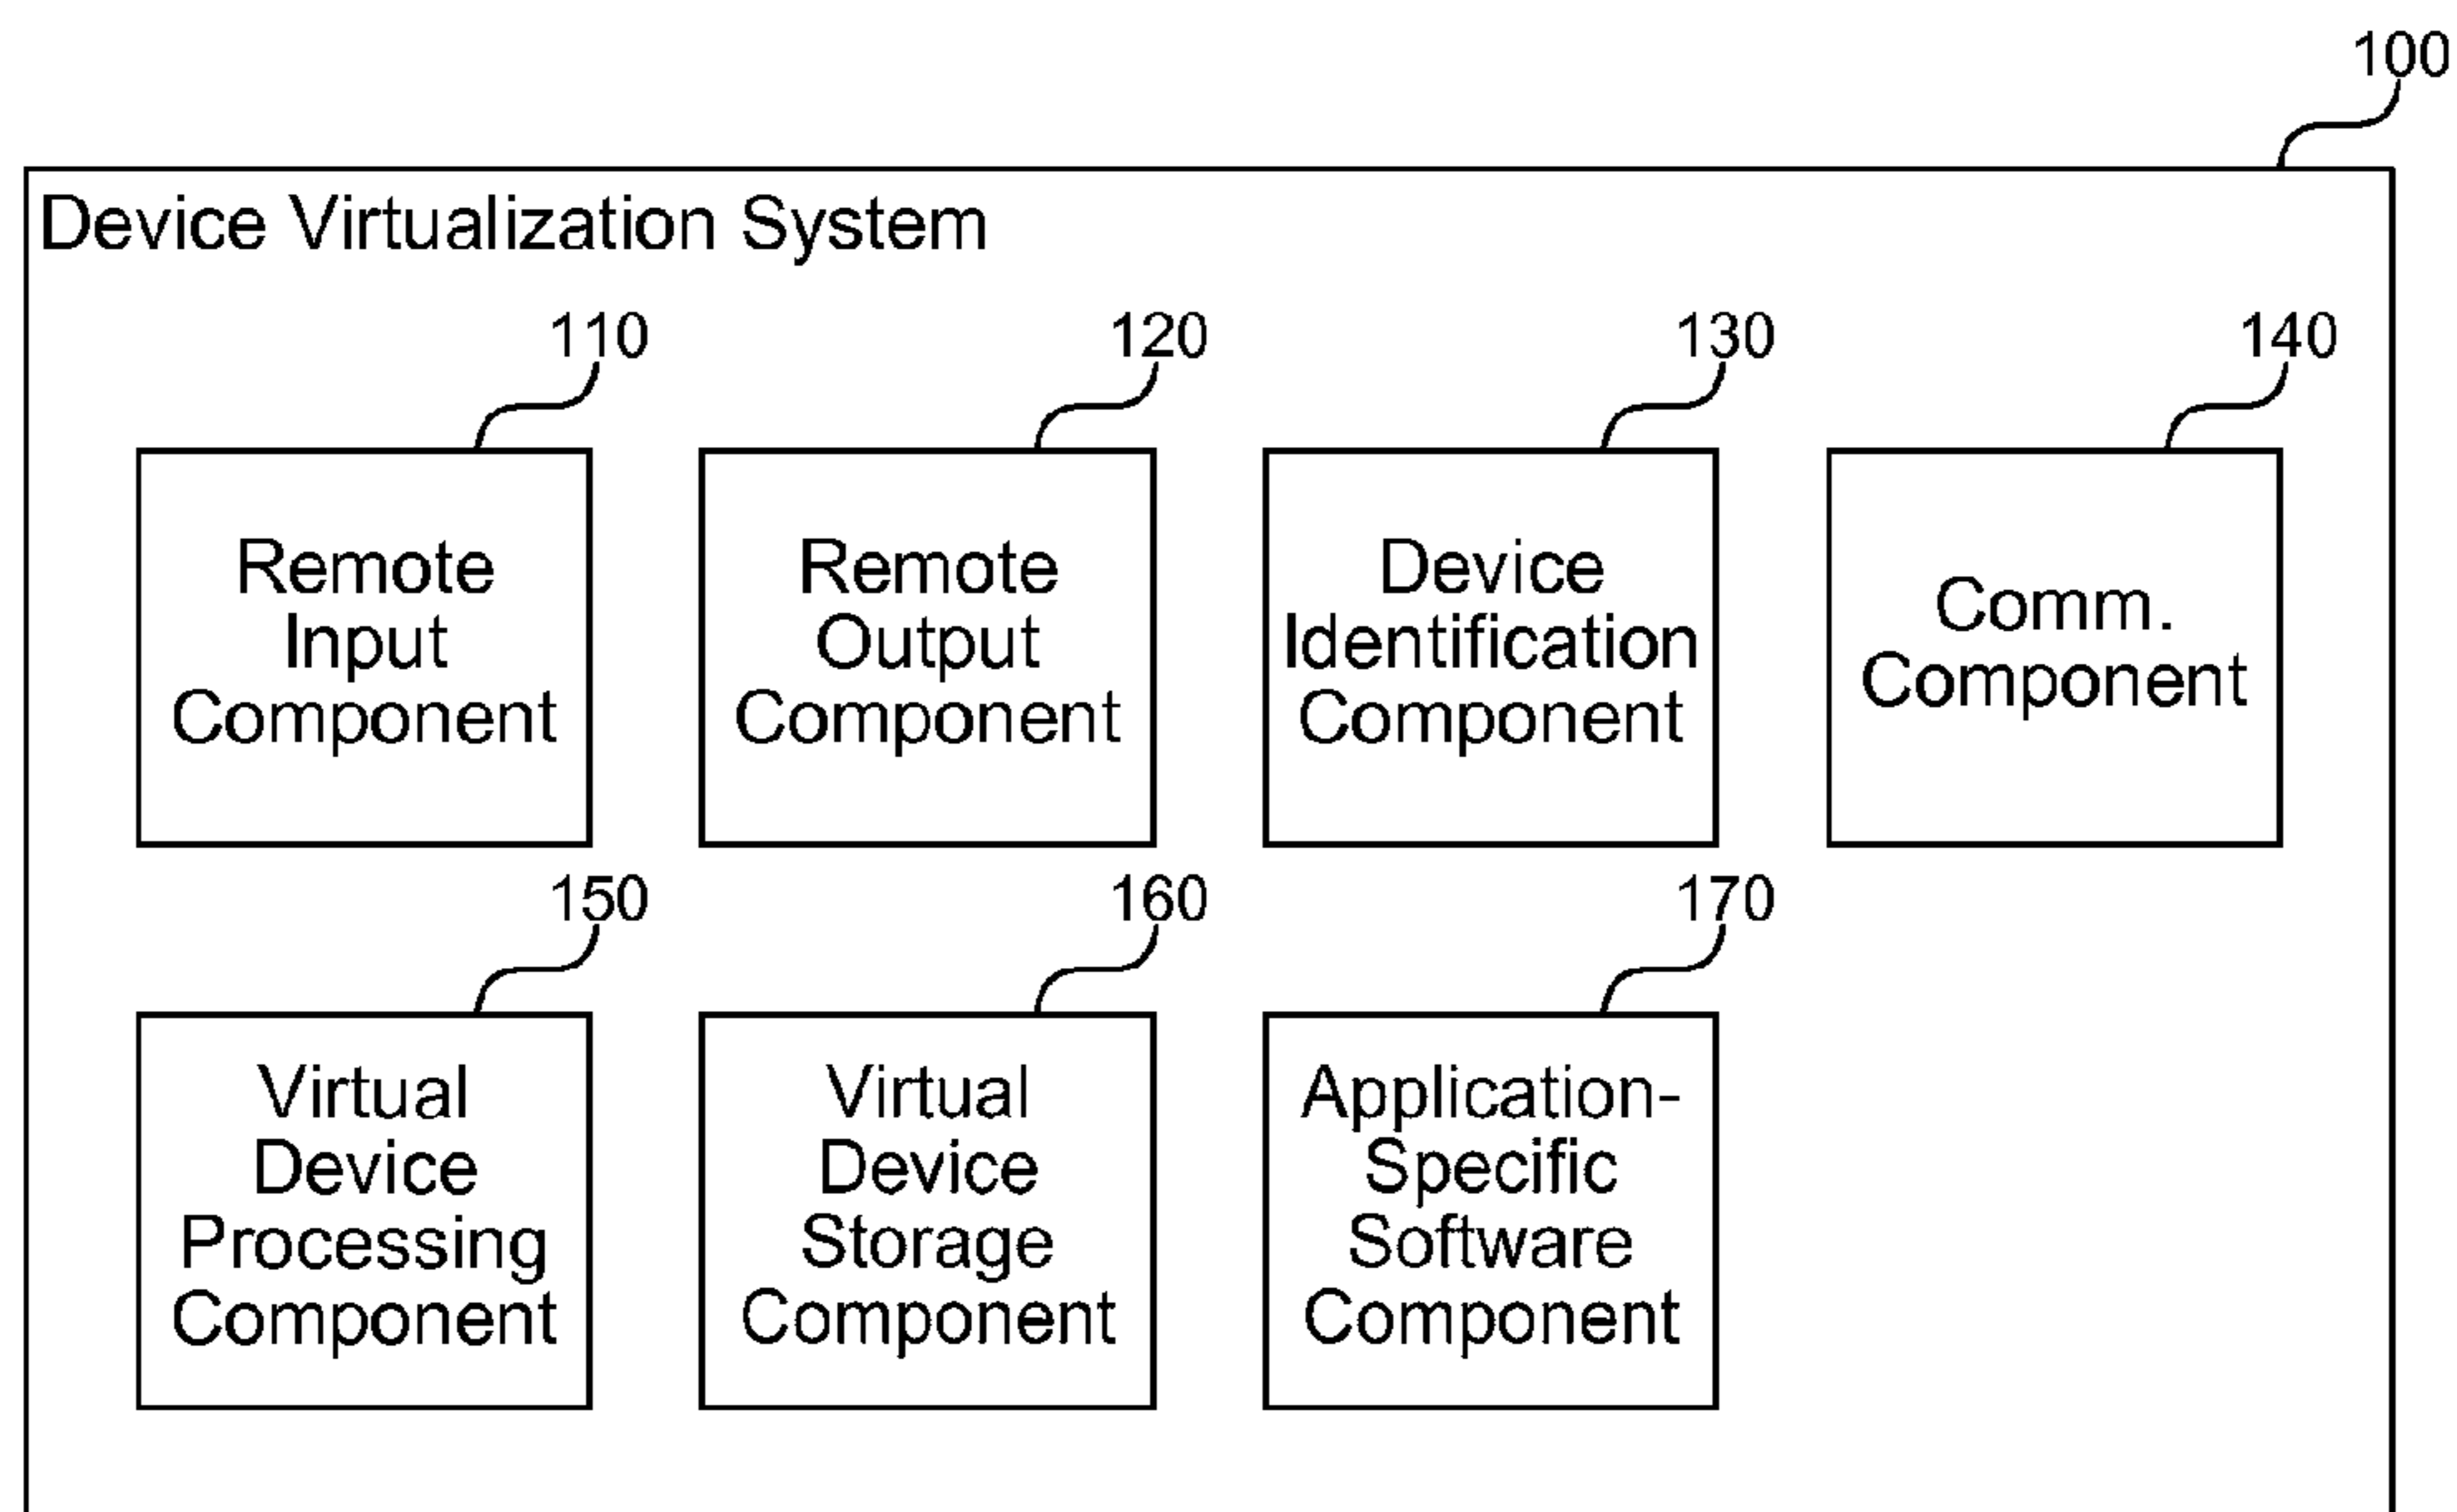 100
Device Virtualization System
110
120
130
140
Remote
Input
Component
Remote
Output
Component
Device
Identification
Component
Comm.
Component
150
160
170
Virtual
Device
Processing
Component
Virtual
Device
Storage
Component
Application-
Specific
Software
Component